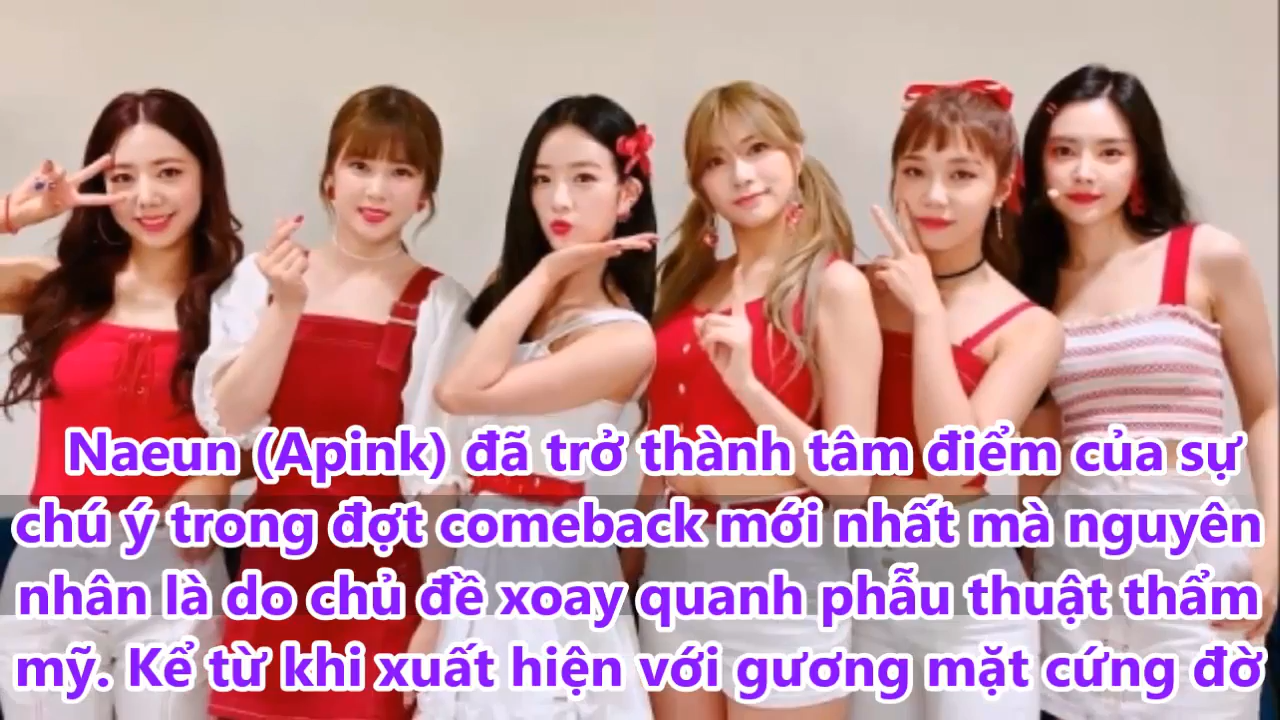 Naeun (Apink) đã trở thành tâm điểm của sự
chú ý trong đợt comeback mới nhất mà nguyên
nhân là do chủ đề xoay quanh phẫu thuật thẩm
mỹ. Kể từ khi xuất hiện với gương mặt cứng đờ